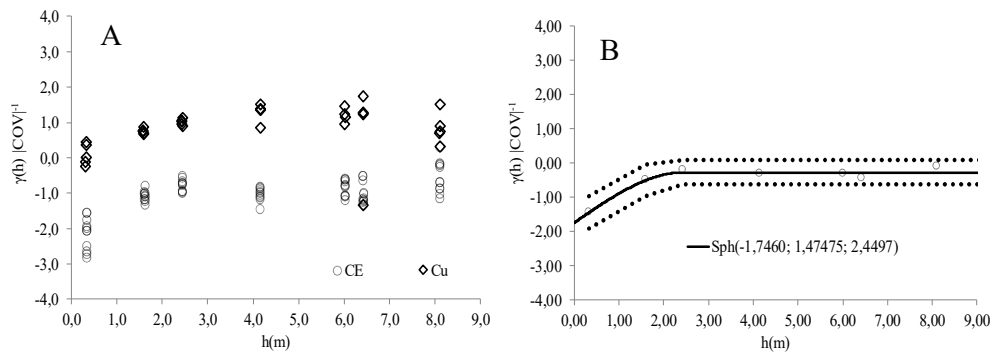 A
4,0
3,0
2,0
1,0
0,0
-1,0
-2,0
-3,0
-4,0
γ(h) |COV|⁻¹
0,0 1,0 2,0 3,0 4,0 5,0 6,0 7,0 8,0 9,0
h(m)
CE Cu
B
4,00
3,00
2,00
1,00
0,00
-1,00
-2,00
-3,00
-4,00
γ(h) |COV|⁻¹
0,00 1,00 2,00 3,00 4,00 5,00 6,00 7,00 8,00 9,00
h(m)
Sph(-1,7460; 1,47475; 2,4497)